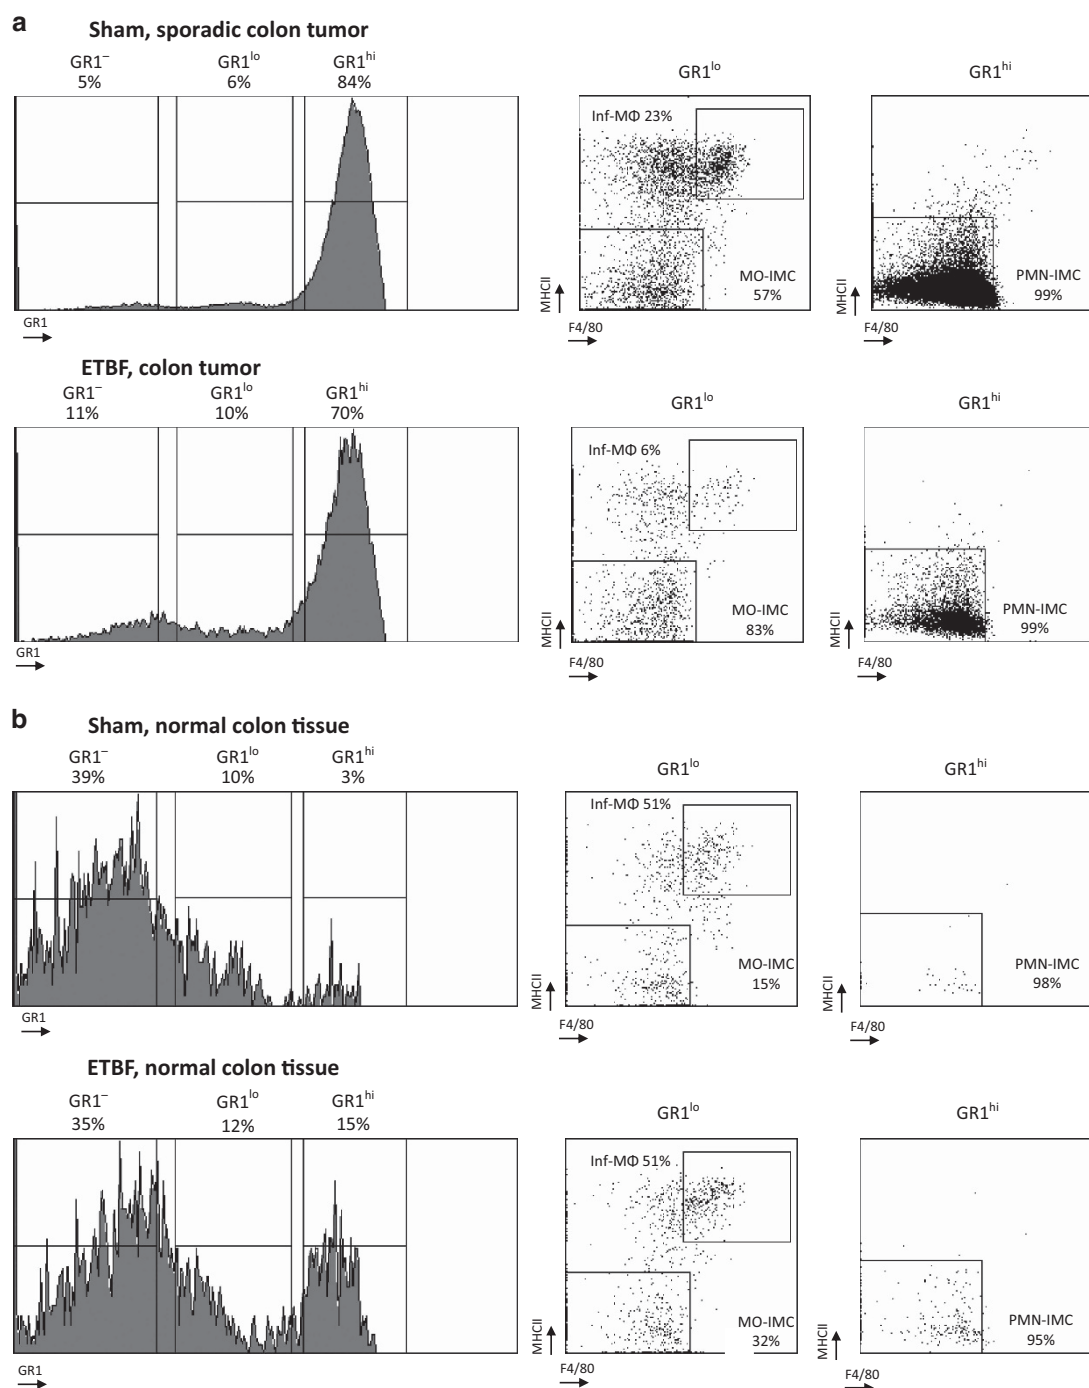 a
Sham, sporadic colon tumor
GR1⁻ GR1ˡᵒ GR1ʰⁱ
5% 6% 84%
GR1
GR1ˡᵒ
Inf-MΦ 23%
MO-IMC
57%
MHCII
F4/80
GR1ʰⁱ
PMN-IMC
99%
MHCII
F4/80
ETBF, colon tumor
GR1⁻ GR1ˡᵒ GR1ʰⁱ
11% 10% 70%
GR1
GR1ˡᵒ
Inf-MΦ 6%
MO-IMC
83%
MHCII
F4/80
GR1ʰⁱ
PMN-IMC
99%
MHCII
F4/80
b
Sham, normal colon tissue
GR1⁻ GR1ˡᵒ GR1ʰⁱ
39% 10% 3%
GR1
GR1ˡᵒ
Inf-MΦ 51%
MO-IMC
15%
MHCII
F4/80
GR1ʰⁱ
PMN-IMC
98%
MHCII
F4/80
ETBF, normal colon tissue
GR1⁻ GR1ˡᵒ GR1ʰⁱ
35% 12% 15%
GR1
GR1ˡᵒ
Inf-MΦ 51%
MO-IMC
32%
MHCII
F4/80
GR1ʰⁱ
PMN-IMC
95%
MHCII
F4/80